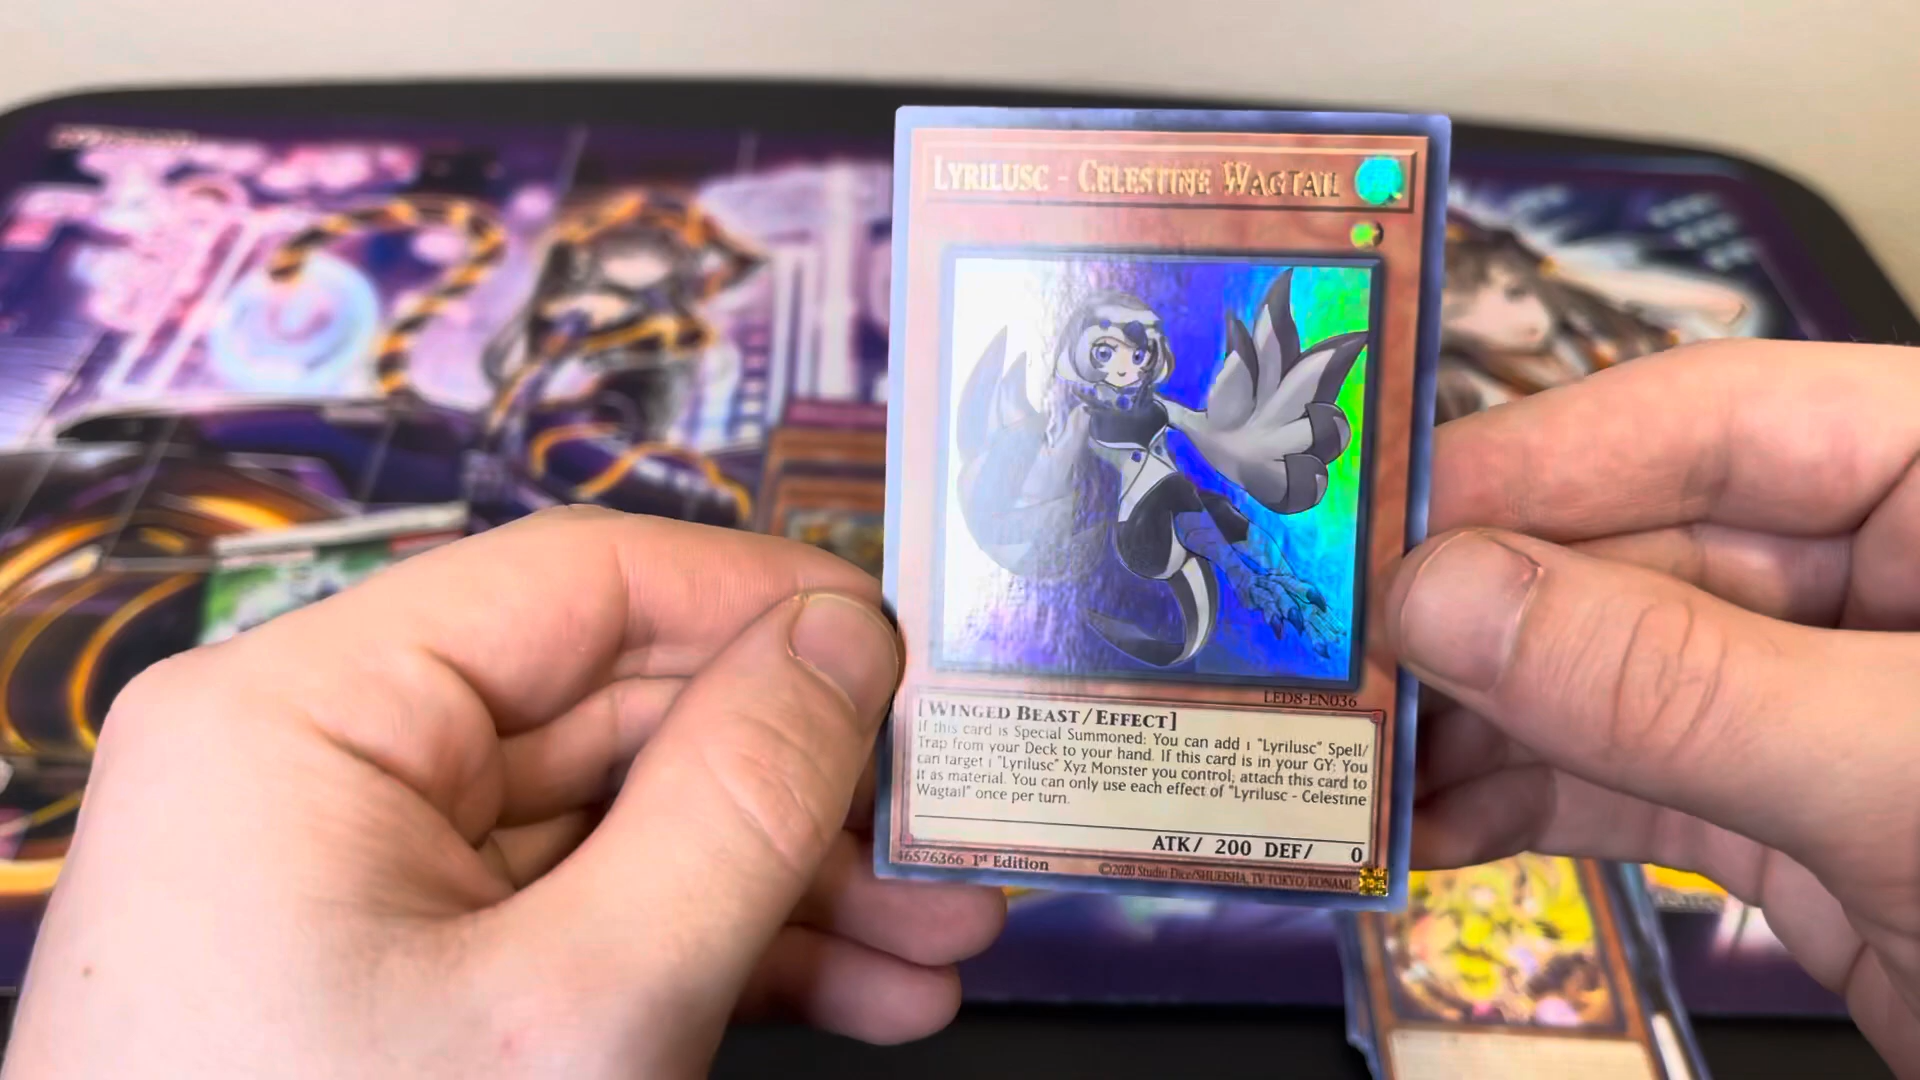 Lyrilusc - Celestine Wagtail
LED8-EN036
[Winged Beast/Effect]
If this card is Special Summoned: You can add 1 "Lyrilusc" Spell/
Trap from your Deck to your hand. If this card is in your GY: You
can target 1 "Lyrilusc" Xyz Monster you control; attach this card to
it as material. You can only use each effect of "Lyrilusc - Celestine
Wagtail" once per turn.
ATK/ 200 DEF/ 0
46576366 1st Edition
©2020 Studio Dice/SHUEISHA, TV TOKYO, KONAMI